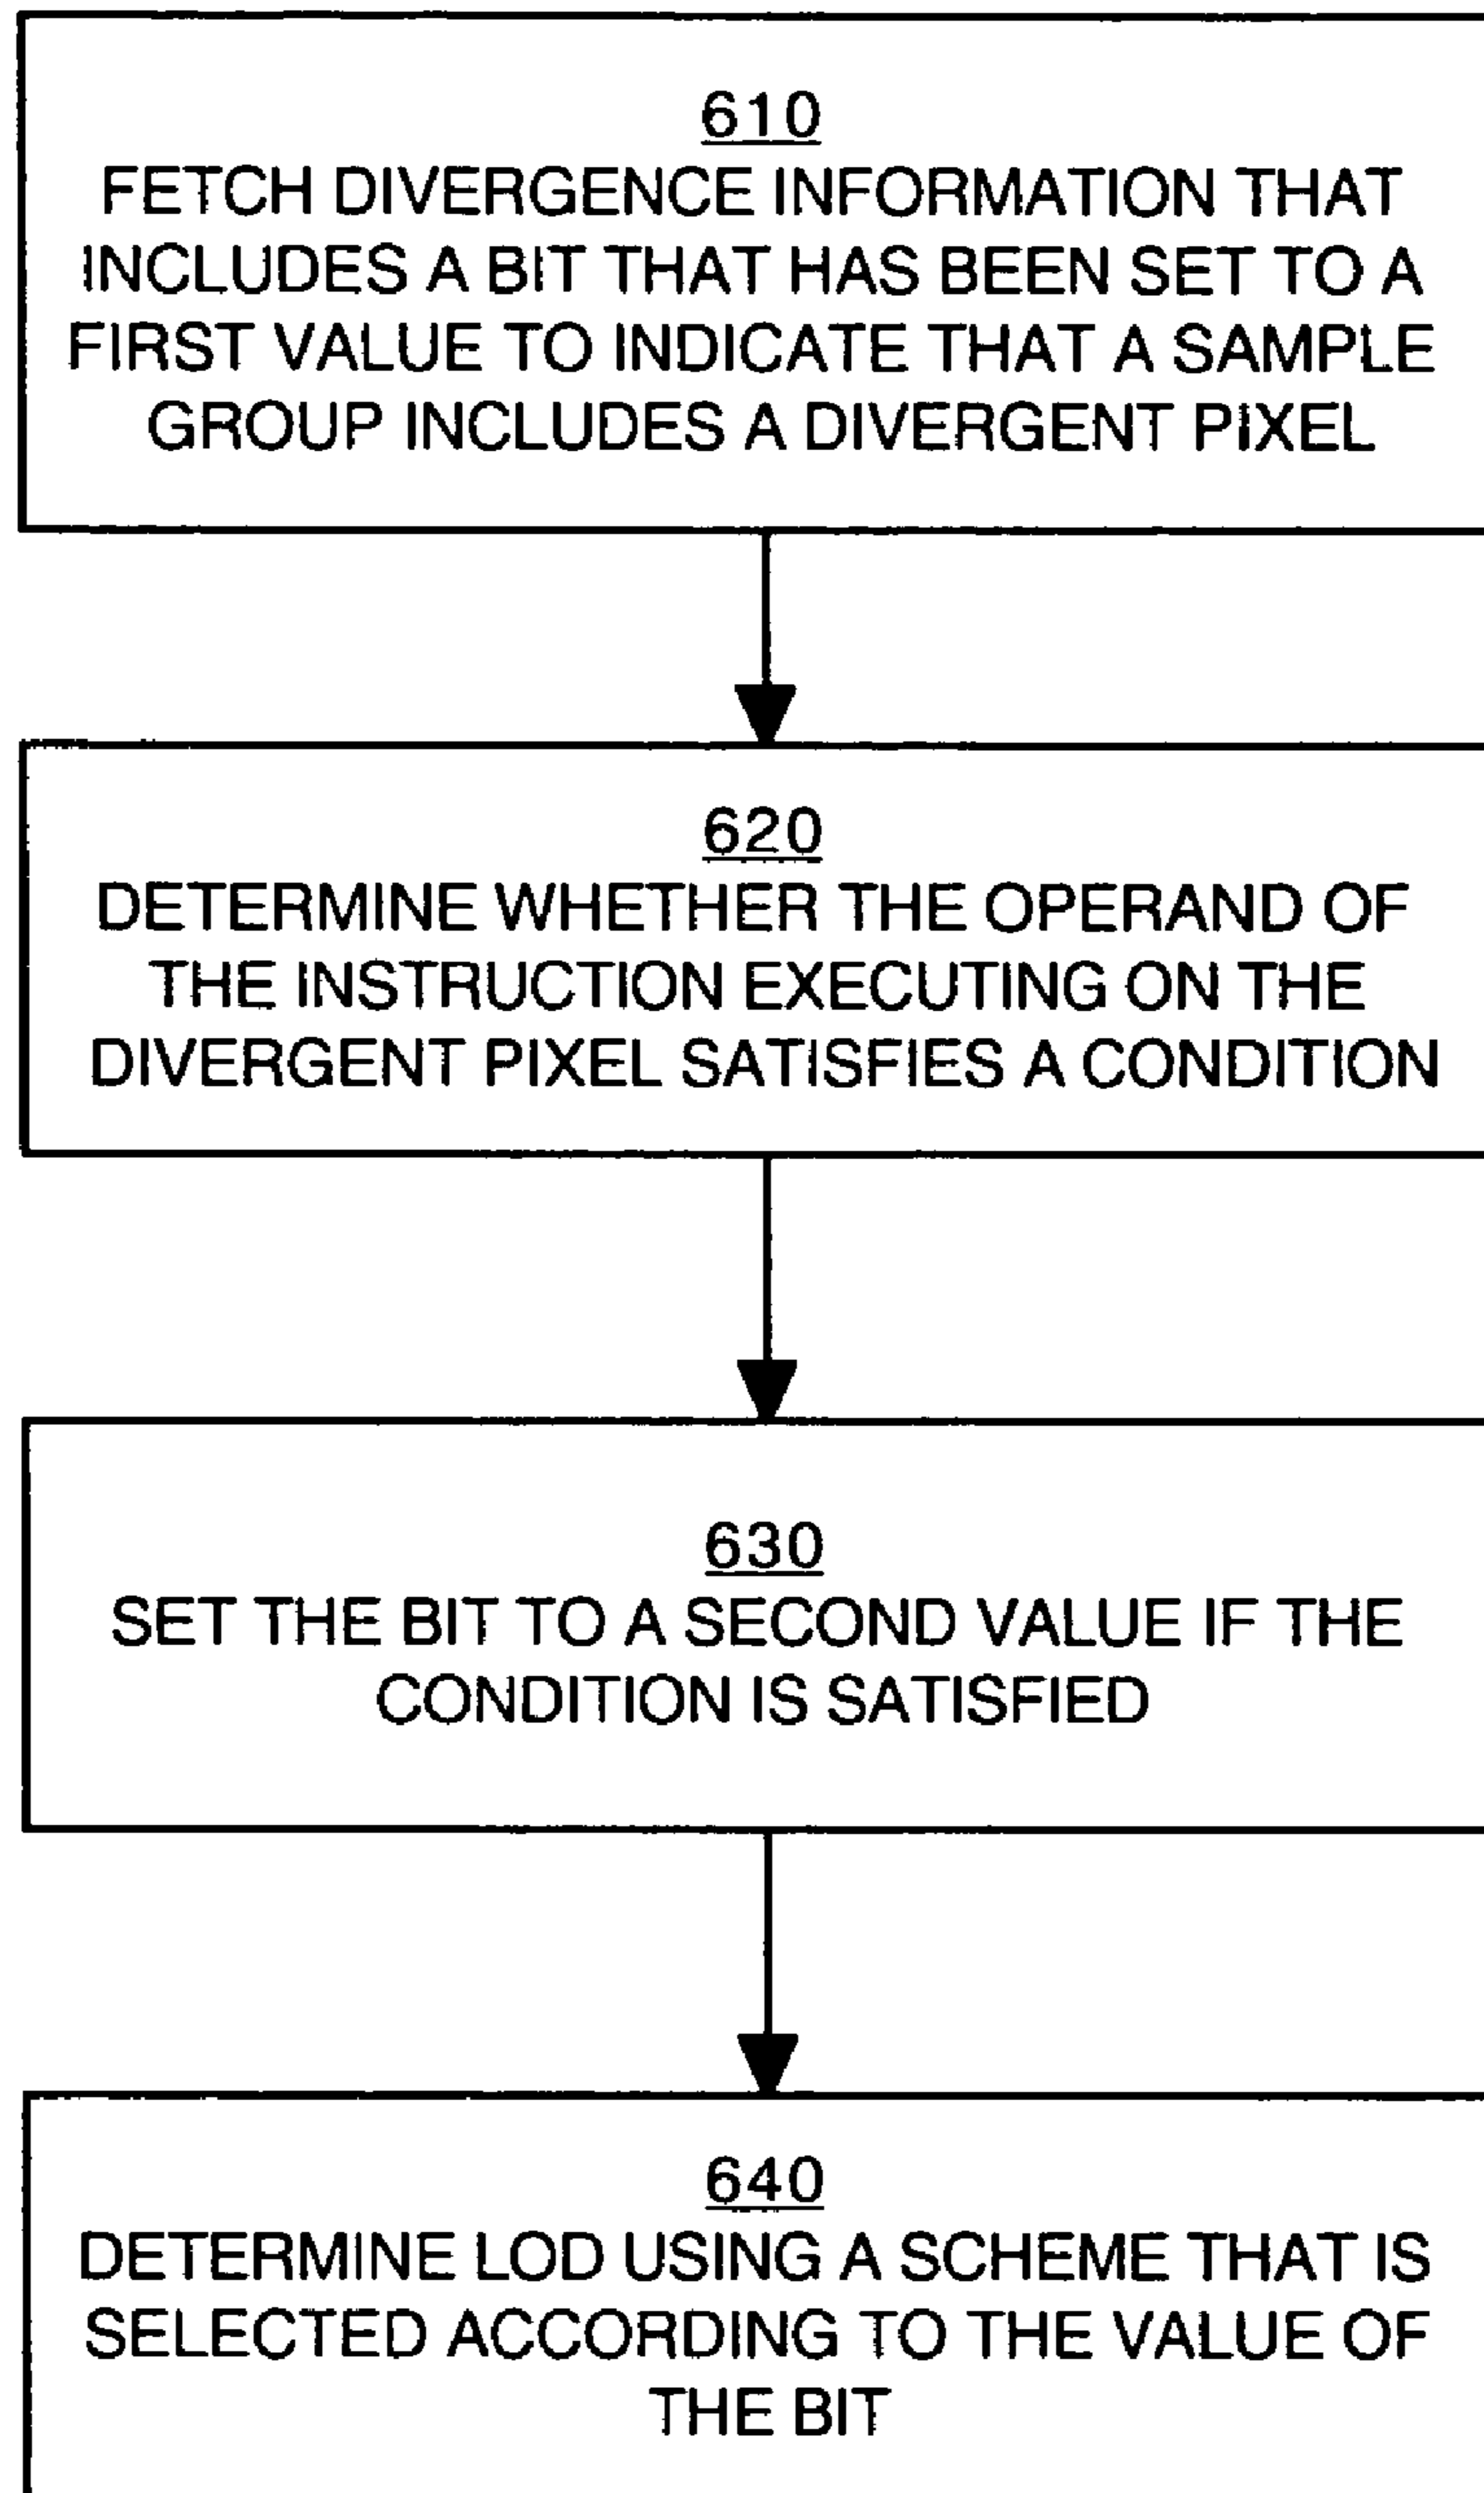 610
FETCH DIVERGENCE INFORMATION THAT
INCLUDES A BIT THAT HAS BEEN SET TO A
FIRST VALUE TO INDICATE THAT A SAMPLE
GROUP INCLUDES A DIVERGENT PIXEL
620
DETERMINE WHETHER THE OPERAND OF
THE INSTRUCTION EXECUTING ON THE
DIVERGENT PIXEL SATISFIES A CONDITION
630
SET THE BIT TO A SECOND VALUE IF THE
CONDITION IS SATISFIED
640
DETERMINE LOD USING A SCHEME THAT IS
SELECTED ACCORDING TO THE VALUE OF
THE BIT